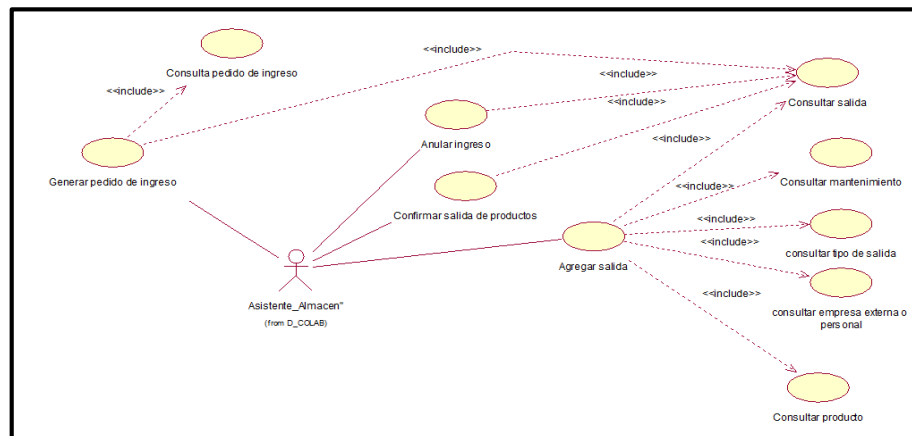 <<include>>
<<include>>
Consulta pedido de ingreso
<<include>>
<<include>>
Consultar salida
Anular ingreso
<<include>>
Generar pedido de ingreso
<<include>>
Consultar mantenimiento
Confirmar salida de productos
<<include>>
<<include>>
consultar tipo de salida
Agregar salida
<<include>>
<<include>>
Asistente_Almacen"
(from D_COLAB)
consultar empresa externa o
personal
Consultar producto